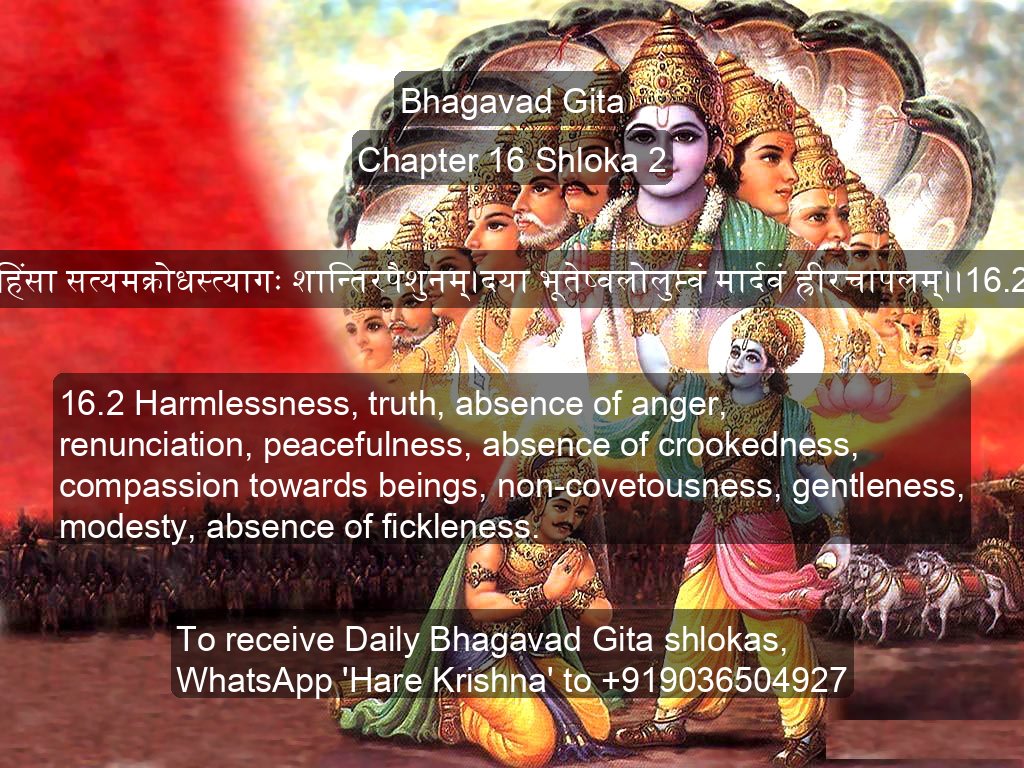 Bhagavad Gita
Chapter 16 Shloka 2
हिंसा सत्यमक्रोधस्त्यागः शान्तिरपैशुनम्।दया भूतेष्वलोलुप्त्वं मार्दवं ह्रीरचापलम्।।16.2
16.2 Harmlessness, truth, absence of anger,
renunciation, peacefulness, absence of crookedness,
compassion towards beings, non-covetousness, gentleness,
modesty, absence of fickleness.
To receive Daily Bhagavad Gita shlokas,
WhatsApp 'Hare Krishna' to +919036504927